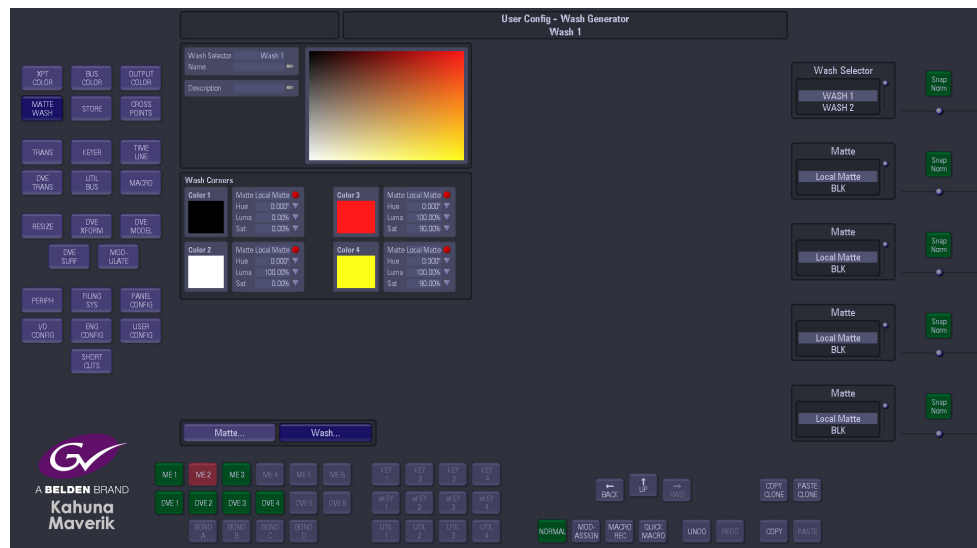 User Config - Wash Generator
Wash 1
Wash Selector Wash 1
Name
Description
XPT COLOR
BUS COLOR
OUTPUT COLOR
MATTE WASH
STORE
CROSS POINTS
TRANS
KEYER
TIME LINE
DVE TRANS
UTIL BUS
MACRO
RESIZE
DVE XFORM
DVE MODEL
DVE SURF
MOD- ULATE
PERIPH
FILING SYS
PANEL CONFIG
I/O CONFIG
ENG CONFIG
USER CONFIG
SHORT CUTS
Wash Corners
Color 1
Matte Local Matte
Hue 0.000°
Luma 0.00%
Sat 0.00%
Color 3
Matte Local Matte
Hue 0.000°
Luma 100.00%
Sat 90.00%
Color 2
Matte Local Matte
Hue 0.000°
Luma 100.00%
Sat 0.00%
Color 4
Matte Local Matte
Hue 0.300°
Luma 100.00%
Sat 90.00%
Wash Selector
WASH 1
WASH 2
Snap Norm
Matte
Local Matte
BLK
Snap Norm
Matte
Local Matte
BLK
Snap Norm
Matte
Local Matte
BLK
Snap Norm
Matte
Local Matte
BLK
Snap Norm
Matte...
Wash...
GV
A BELDEN BRAND
Kahuna
Maverik
ME 1
ME 2
ME 3
ME 4
ME 5
ME 6
DVE 1
DVE 2
DVE 3
DVE 4
DVE 5
DVE 6
BGND A
BGND B
BGND C
BGND D
KEY 1
KEY 2
KEY 3
KEY 4
eKEY 1
eKEY 2
eKEY 3
eKEY 4
UTIL 1
UTIL 2
UTIL 3
UTIL 4
BACK
UP
FWD
COPY CLONE
PASTE CLONE
NORMAL
MOD- ASSIGN
MACRO REC
QUICK MACRO
UNDO
REDO
COPY
PASTE